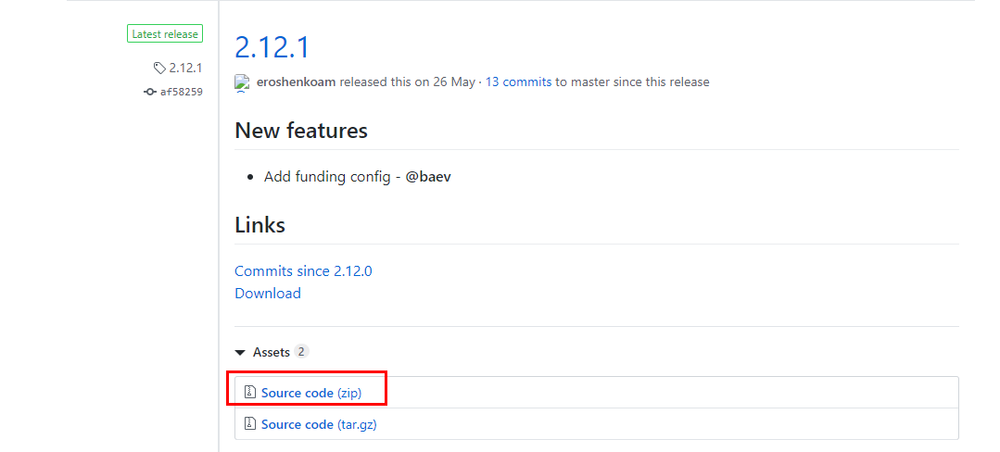 Latest release
2.12.1
af58259
2.12.1
eroshenkoam released this on 26 May · 13 commits to master since this release
New features
• Add funding config - @baev
Links
Commits since 2.12.0
Download
Assets 2
Source code (zip)
Source code (tar.gz)